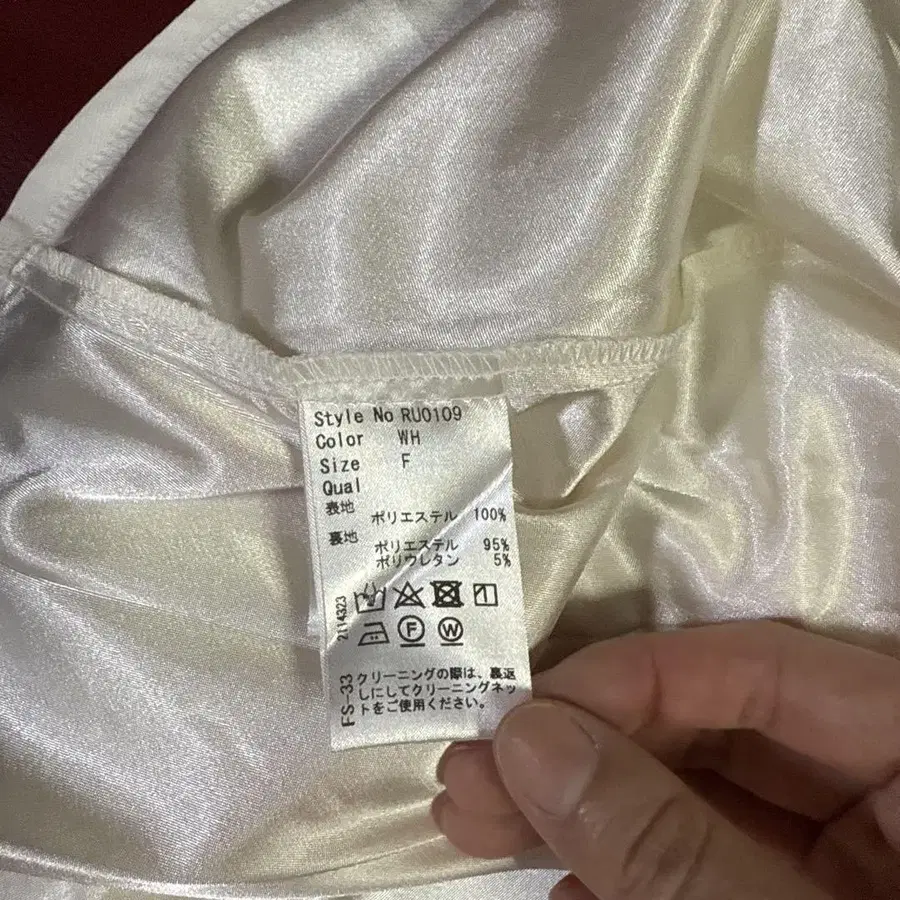 Style No RU0109
Color WH
Size F
Qual
表地
ポリエステル 100%
裏地
ポリエステル 95%
ポリウレタン 5%
2114323
F W
FS-33
クリーニングの際は、裏返
しにしてクリーニングネッ
トをご使用ください。